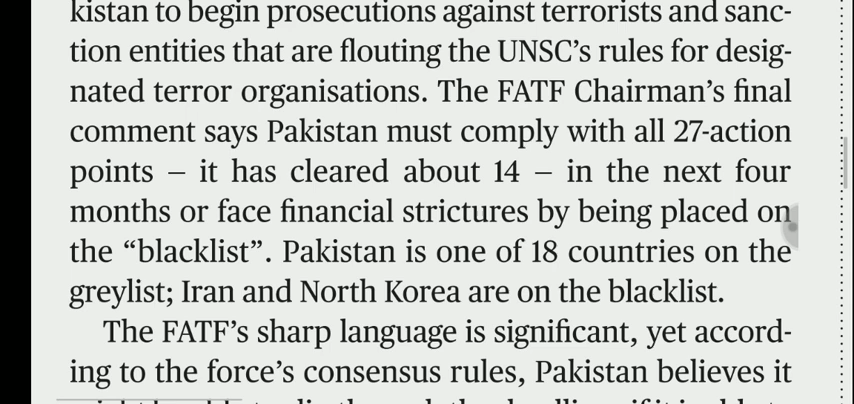 kistan to begin prosecutions against terrorists and sanc-
tion entities that are flouting the UNSC’s rules for desig-
nated terror organisations. The FATF Chairman’s final
comment says Pakistan must comply with all 27-action
points – it has cleared about 14 – in the next four
months or face financial strictures by being placed on
the “blacklist”. Pakistan is one of 18 countries on the
greylist; Iran and North Korea are on the blacklist.
The FATF’s sharp language is significant, yet accord-
ing to the force’s consensus rules, Pakistan believes it